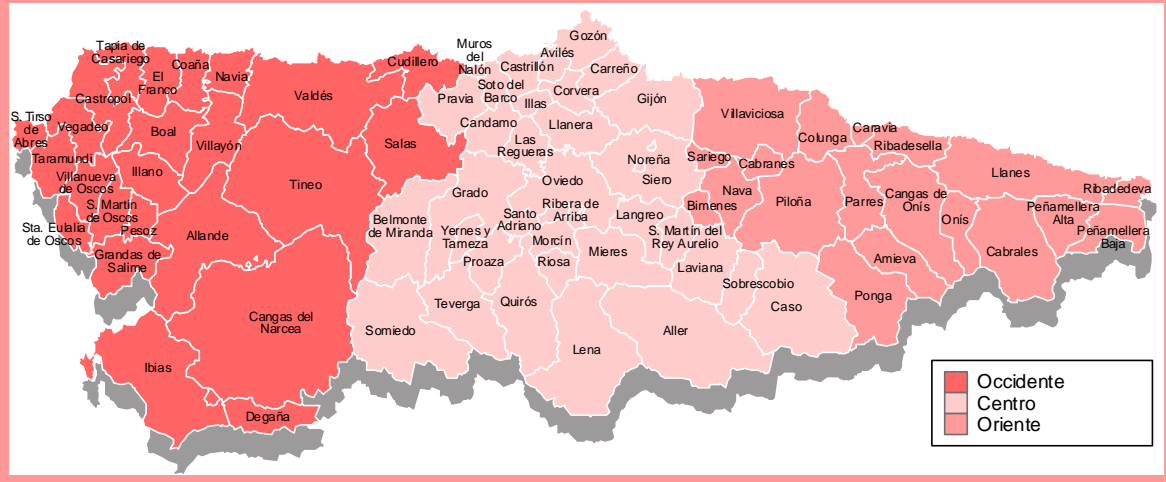 Tapia de
Casariego
Coaña
El
Franco
Navia
Castropol
S. Tirso
de
Abres
Vegadeo
Boal
Taramundi
Villanueva
de Oscos
Illano
Villayón
S. Martín
de Oscos
Sta. Eulalia
de Oscos
Pesoz
Grandas de
Salime
Allande
Valdés
Cudillero
Salas
Tineo
Cangas del
Narcea
Ibias
Degaña
Muros
del
Nalón
Gozón
Avilés
Castrillón
Carreño
Soto del
Barco
Corvera
Illas
Pravia
Gijón
Candamo
Llanera
Las
Regueras
Noreña
Siero
Grado
Oviedo
Belmonte
de Miranda
Santo
Adriano
Ribera de
Arriba
Langreo
Yernes y
Tameza
Morcín
S. Martín del
Rey Aurelio
Proaza
Riosa
Mieres
Laviana
Sobrescobio
Teverga
Quirós
Caso
Somiedo
Lena
Aller
Villaviciosa
Colunga
Caravia
Ribadesella
Sariego
Cabranes
Llanes
Nava
Bimenes
Piloña
Parres
Cangas de
Onís
Onís
Ribadedeva
Peñamellera
Alta
Peñamellera
Baja
Cabrales
Amieva
Ponga
Occidente
Centro
Oriente